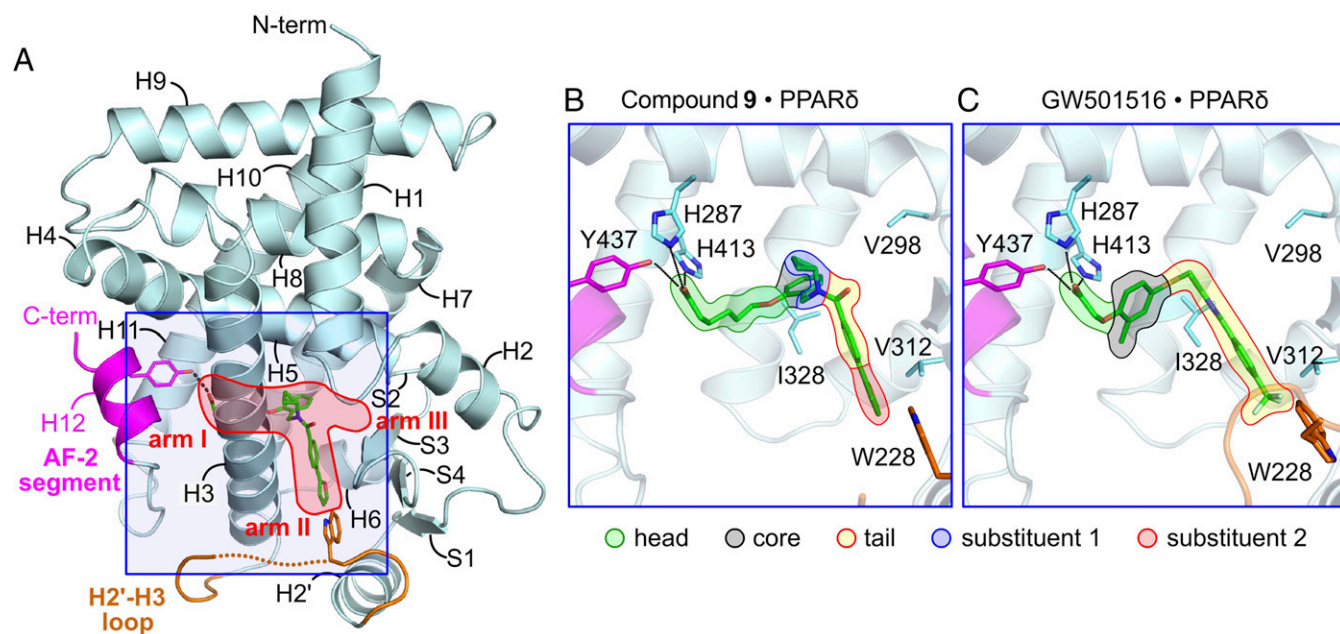 A
N-term
H9
H10
H1
H4
H8
H7
C-term
H11
H5
H2
S2
H12
arm I
arm III
S3
AF-2
segment
H3
S4
arm II
H6
S1
H2'-H3
loop
H2'
B
Compound 9 • PPARδ
H287
Y437
H413
V298
I328
V312
W228
C
GW501516 • PPARδ
H287
Y437
H413
V298
I328
V312
W228
head
core
tail
substituent 1
substituent 2